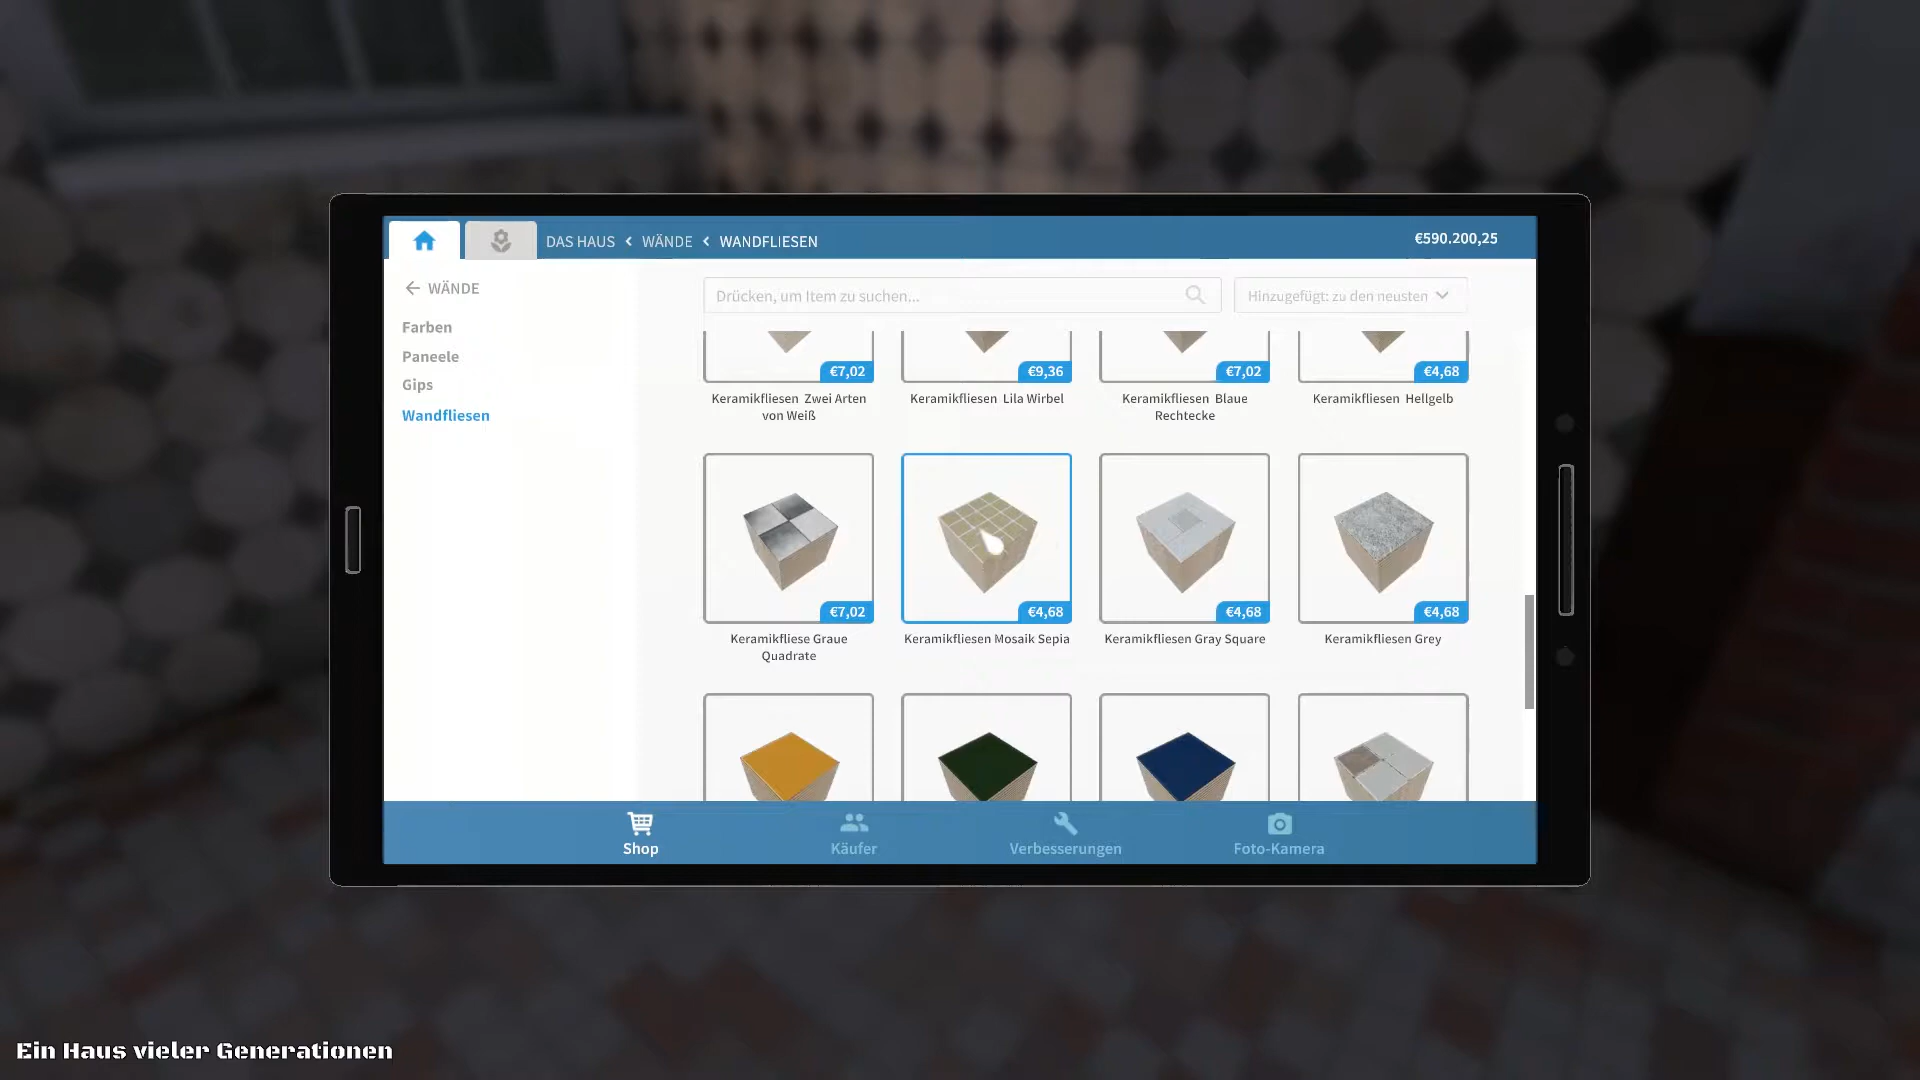 DAS HAUS < WÄNDE < WANDFLIESEN
€590.200,25
WÄNDE
Farben
Paneele
Gips
Wandfliesen
Drücken, um Item zu suchen...
Hinzugefügt: zu den neusten
€7,02
€9,36
€7,02
€4,68
Keramikfliesen Zwei Arten
von Weiß
Keramikfliesen Lila Wirbel
Keramikfliesen Blaue
Rechtecke
Keramikfliesen Hellgelb
€7,02
€4,68
€4,68
€4,68
Keramikfliese Graue
Quadrate
Keramikfliesen Mosaik Sepia
Keramikfliesen Gray Square
Keramikfliesen Grey
Shop
Käufer
Verbesserungen
Foto-Kamera
Ein Haus vieler Generationen